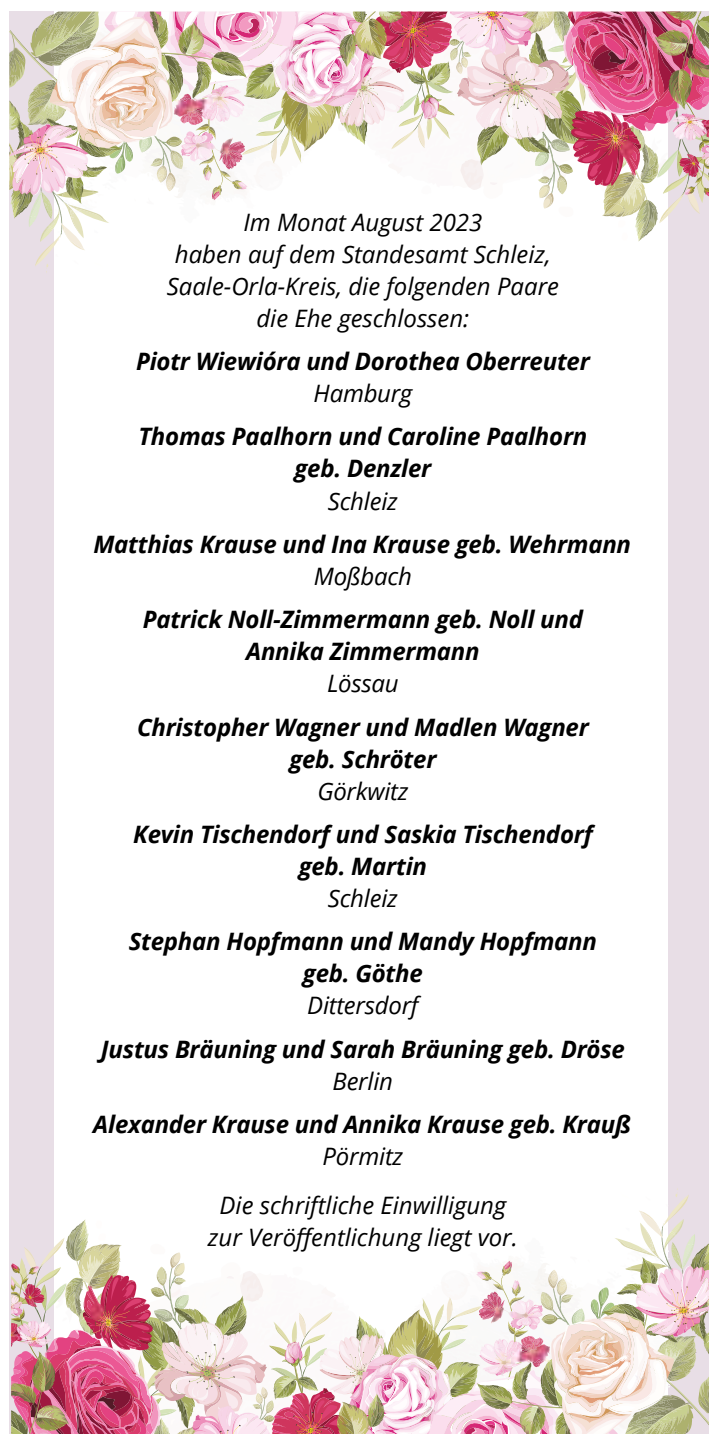 Im Monat August 2023
haben auf dem Standesamt Schleiz,
Saale-Orla-Kreis, die folgenden Paare
die Ehe geschlossen:
Piotr Wiewióra und Dorothea Oberreuter
Hamburg
Thomas Paalhorn und Caroline Paalhorn
geb. Denzler
Schleiz
Matthias Krause und Ina Krause geb. Wehrmann
Moßbach
Patrick Noll-Zimmermann geb. Noll und
Annika Zimmermann
Lössau
Christopher Wagner und Madlen Wagner
geb. Schröter
Görkwitz
Kevin Tischendorf und Saskia Tischendorf
geb. Martin
Schleiz
Stephan Hopfmann und Mandy Hopfmann
geb. Göthe
Dittersdorf
Justus Bräuning und Sarah Bräuning geb. Dröse
Berlin
Alexander Krause und Annika Krause geb. Krauß
Pörmitz
Die schriftliche Einwilligung
zur Veröffentlichung liegt vor.